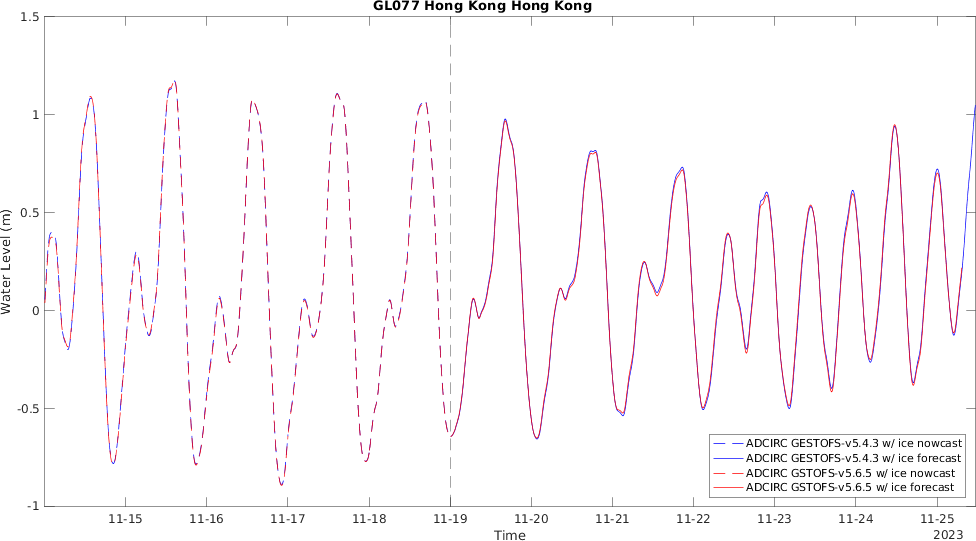 GL077 Hong Kong Hong Kong
1.5
1
0.5
0
-0.5
-1
Water Level (m)
11-15 11-16 11-17 11-18 11-19 11-20 11-21 11-22 11-23 11-24 11-25
Time
2023
ADCIRC GESTOFS-v5.4.3 w/ ice nowcast
ADCIRC GESTOFS-v5.4.3 w/ ice forecast
ADCIRC GSTOFS-v5.6.5 w/ ice nowcast
ADCIRC GSTOFS-v5.6.5 w/ ice forecast